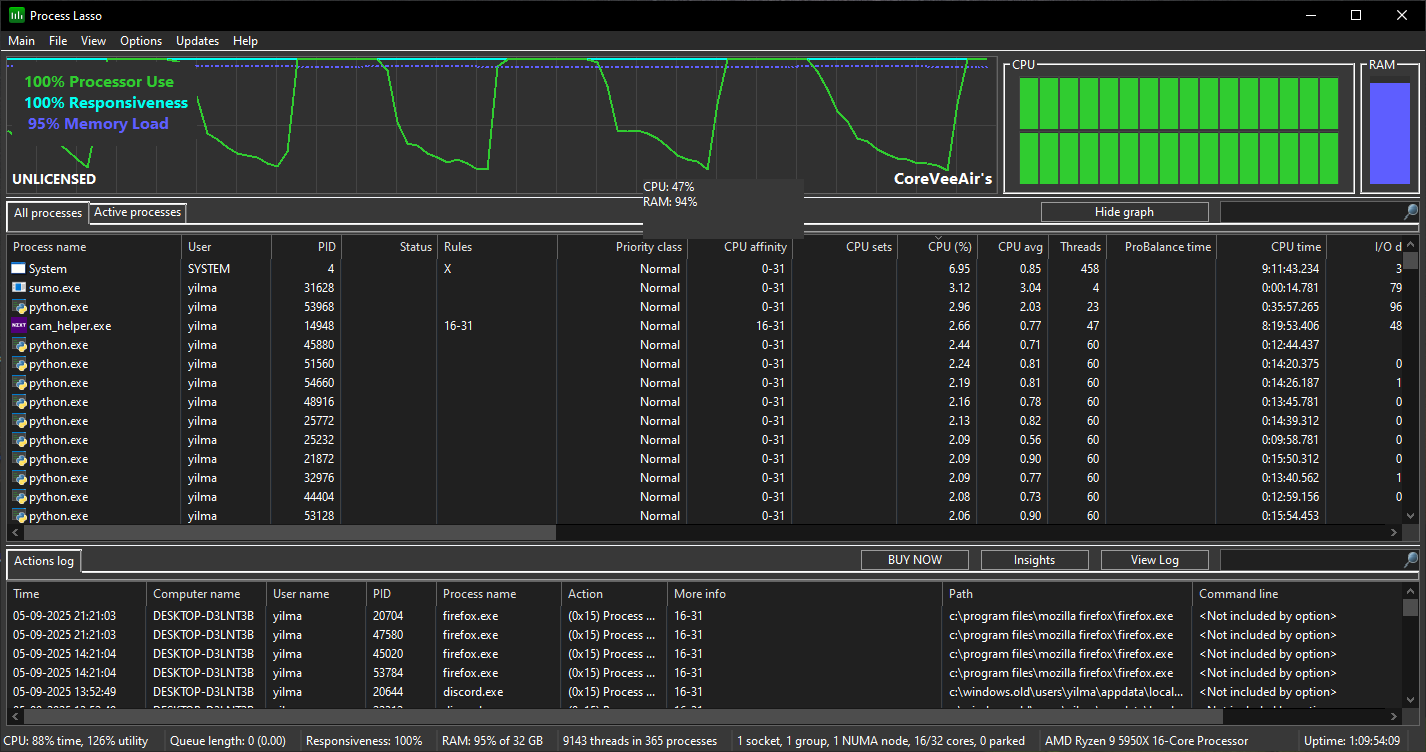 Process Lasso
Main File View Options Updates Help
100% Processor Use
100% Responsiveness
95% Memory Load
UNLICENSED
CoreVeeAir's
CPU
RAM
CPU: 47%
RAM: 94%
All processes Active processes Hide graph
Process name User PID Status Rules Priority class CPU affinity CPU sets CPU (%) CPU avg Threads ProBalance time CPU time I/O d
System SYSTEM 4 X Normal 0-31 6.95 0.85 458 9:11:43.234 3
sumo.exe yilma 31628 Normal 0-31 3.12 3.04 4 0:00:14.781 79
python.exe yilma 53968 Normal 0-31 2.96 2.03 23 0:35:57.265 96
NZXT cam_helper.exe yilma 14948 16-31 Normal 16-31 2.66 0.77 47 8:19:53.406 48
python.exe yilma 45880 Normal 0-31 2.44 0.71 60 0:12:44.437
python.exe yilma 51560 Normal 0-31 2.24 0.81 60 0:14:20.375 0
python.exe yilma 54660 Normal 0-31 2.19 0.81 60 0:14:26.187 1
python.exe yilma 48916 Normal 0-31 2.16 0.78 60 0:13:45.781 0
python.exe yilma 25772 Normal 0-31 2.13 0.82 60 0:14:39.312 0
python.exe yilma 25232 Normal 0-31 2.09 0.56 60 0:09:58.781 0
python.exe yilma 21872 Normal 0-31 2.09 0.90 60 0:15:50.312 0
python.exe yilma 32976 Normal 0-31 2.09 0.77 60 0:13:40.562 1
python.exe yilma 44404 Normal 0-31 2.08 0.73 60 0:12:59.156 0
python.exe yilma 53128 Normal 0-31 2.06 0.90 60 0:15:54.453
Actions log BUY NOW Insights View Log
Time Computer name User name PID Process name Action More info Path Command line
05-09-2025 21:21:03 DESKTOP-D3LNT3B yilma 20704 firefox.exe (0x15) Process ... 16-31 c:\program files\mozilla firefox\firefox.exe <Not included by option>
05-09-2025 21:21:03 DESKTOP-D3LNT3B yilma 47580 firefox.exe (0x15) Process ... 16-31 c:\program files\mozilla firefox\firefox.exe <Not included by option>
05-09-2025 14:21:04 DESKTOP-D3LNT3B yilma 45020 firefox.exe (0x15) Process ... 16-31 c:\program files\mozilla firefox\firefox.exe <Not included by option>
05-09-2025 14:21:04 DESKTOP-D3LNT3B yilma 53784 firefox.exe (0x15) Process ... 16-31 c:\program files\mozilla firefox\firefox.exe <Not included by option>
05-09-2025 13:52:49 DESKTOP-D3LNT3B yilma 20644 discord.exe (0x15) Process ... 16-31 c:\windows.old\users\yilma\appdata\local... <Not included by option>
CPU: 88% time, 126% utility Queue length: 0 (0.00) Responsiveness: 100% RAM: 95% of 32 GB 9143 threads in 365 processes 1 socket, 1 group, 1 NUMA node, 16/32 cores, 0 parked AMD Ryzen 9 5950X 16-Core Processor Uptime: 1:09:54:09